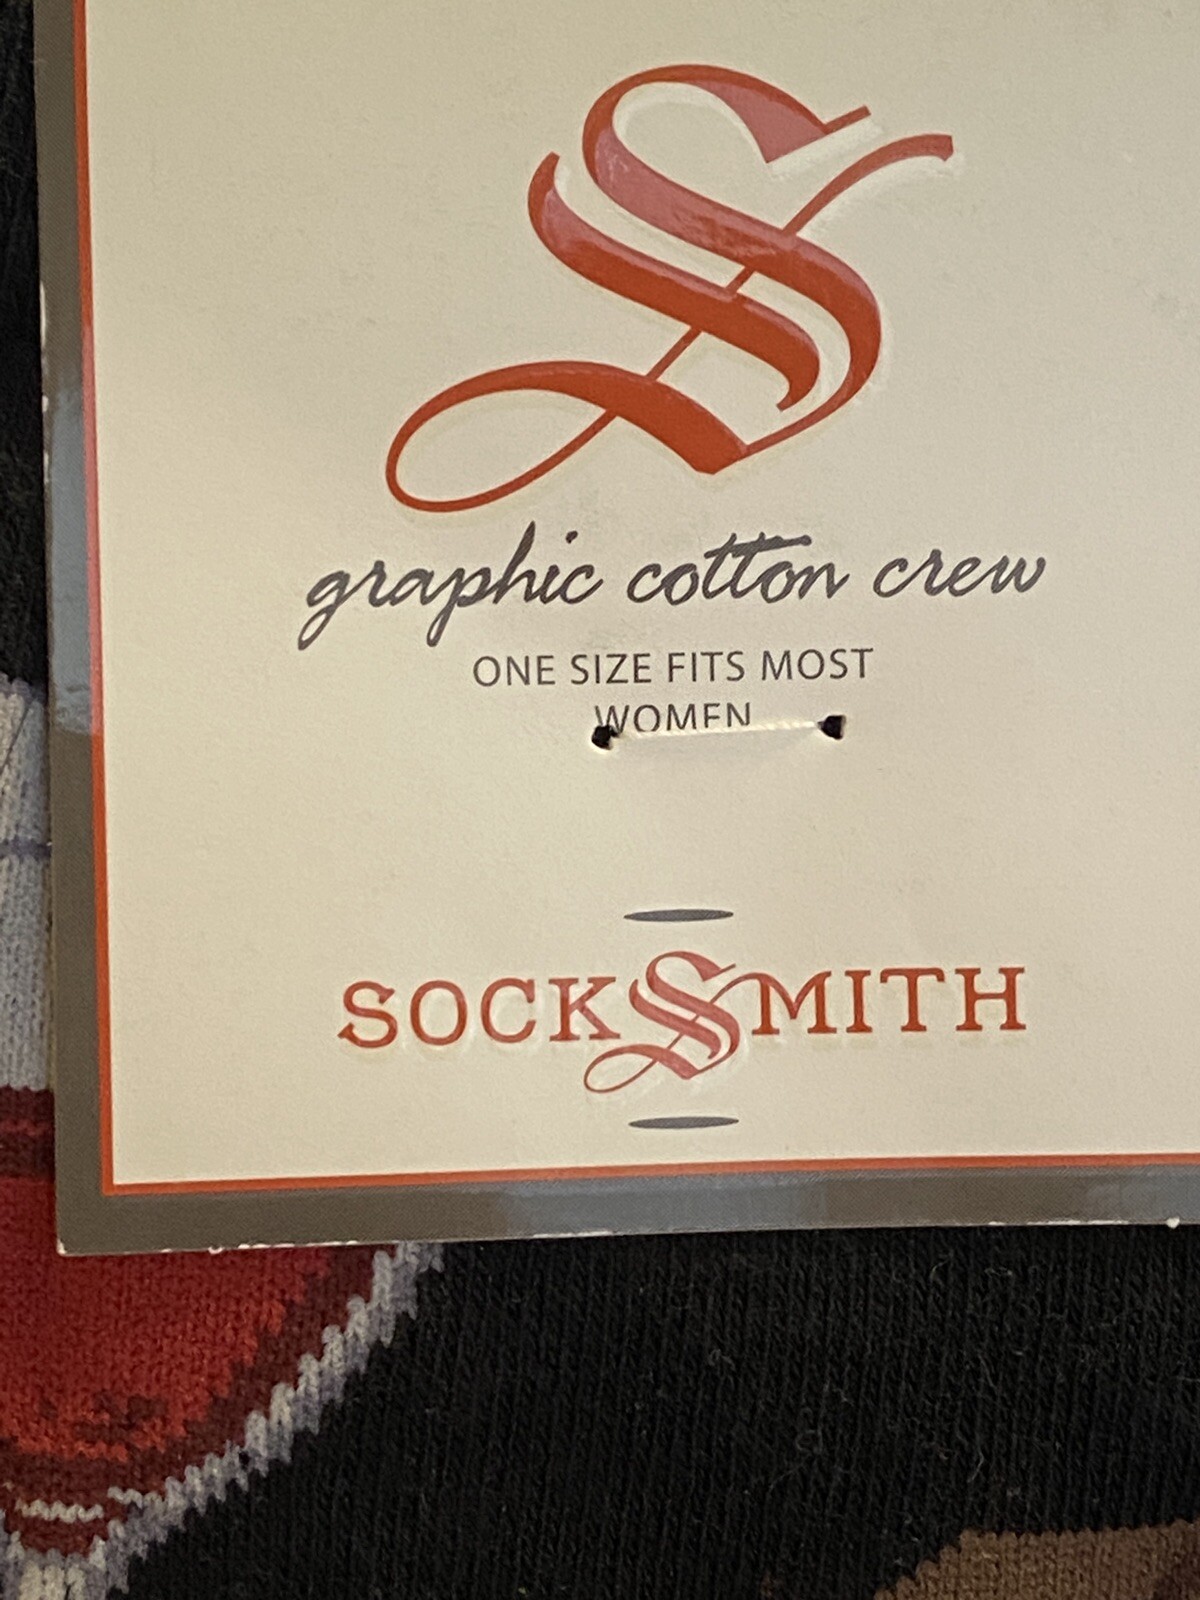 S
graphic cotton crew
ONE SIZE FITS MOST
WOMEN
SOCKSMITH